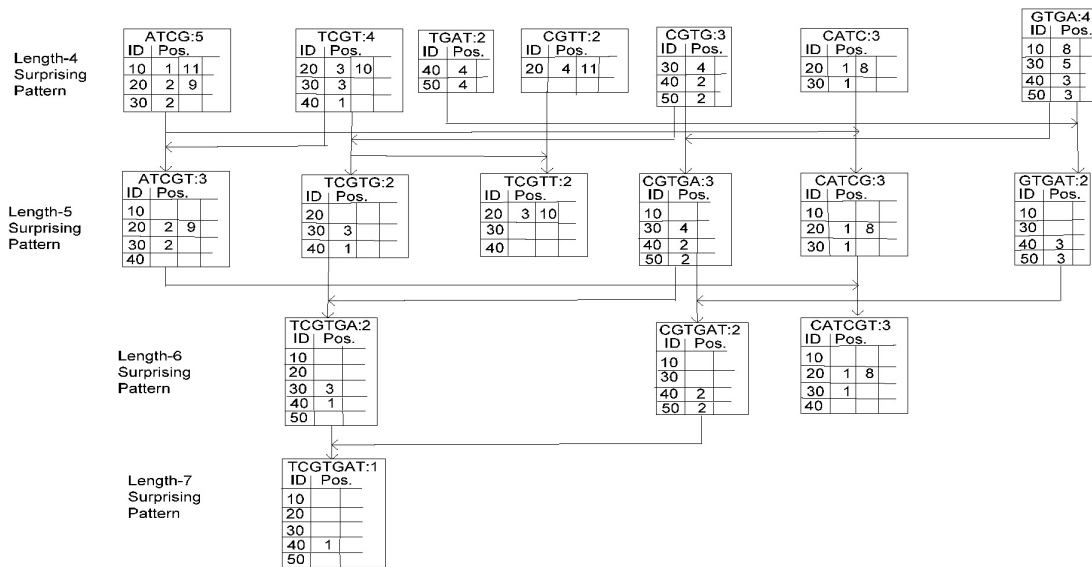 ATCG:5
ID Pos.
10 1 11
20 2 9
30 2
TCGT:4
ID Pos.
20 3 10
30 3
40 1
TGAT:2
ID Pos.
40 4
50 4
CGTT:2
ID Pos.
20 4 11
CGTG:3
ID Pos.
30 4
40 2
50 2
CATC:3
ID Pos.
20 1 8
30 1
GTGA:4
ID Pos.
10 8
30 5
40 3
50 3
Length-4
Surprising
Pattern
ATCGT:3
ID Pos.
10
20 2 9
30 2
40
TCGTG:2
ID Pos.
20
30 3
40 1
TCGTT:2
ID Pos.
20 3 10
30
40
CGTGA:3
ID Pos.
10
30 4
40 2
50 2
CATCG:3
ID Pos.
10
20 1 8
30 1
GTGAT:2
ID Pos.
10
30
40 3
50 3
Length-5
Surprising
Pattern
TCGTGA:2
ID Pos.
10
20
30 3
40 1
50
CGTGAT:2
ID Pos.
10
30
40 2
50 2
CATCGT:3
ID Pos.
10
20 1 8
30 1
40
Length-6
Surprising
Pattern
TCGTGAT:1
ID Pos.
10
20
30
40 1
50
Length-7
Surprising
Pattern